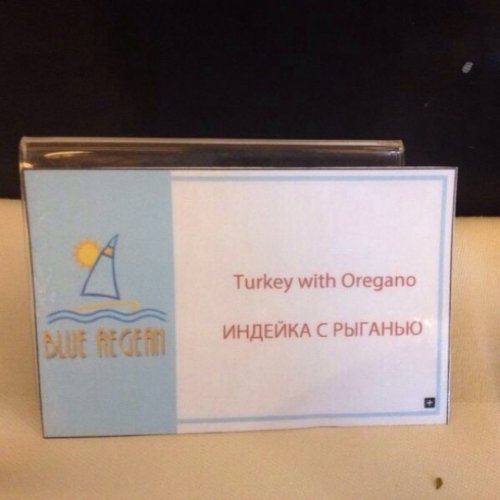 Turkey with Oregano
ИНДЕЙКА С РЫГАНЬЮ
BLUE AEGEAN